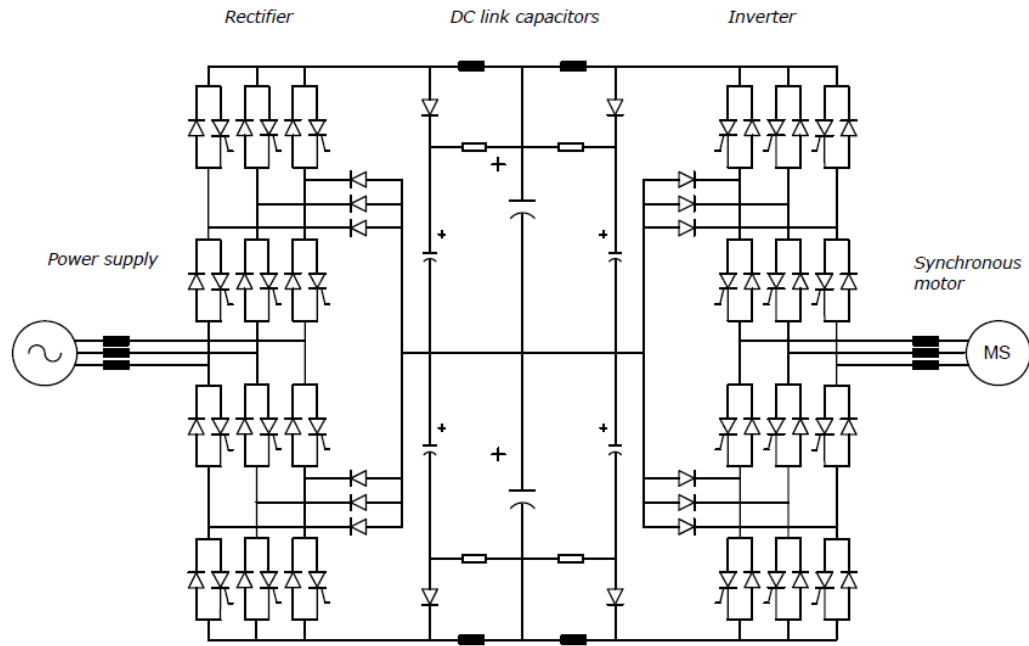 Rectifier
DC link capacitors
Inverter
+
+
+
Power supply
Synchronous
motor
MS
+
+
+